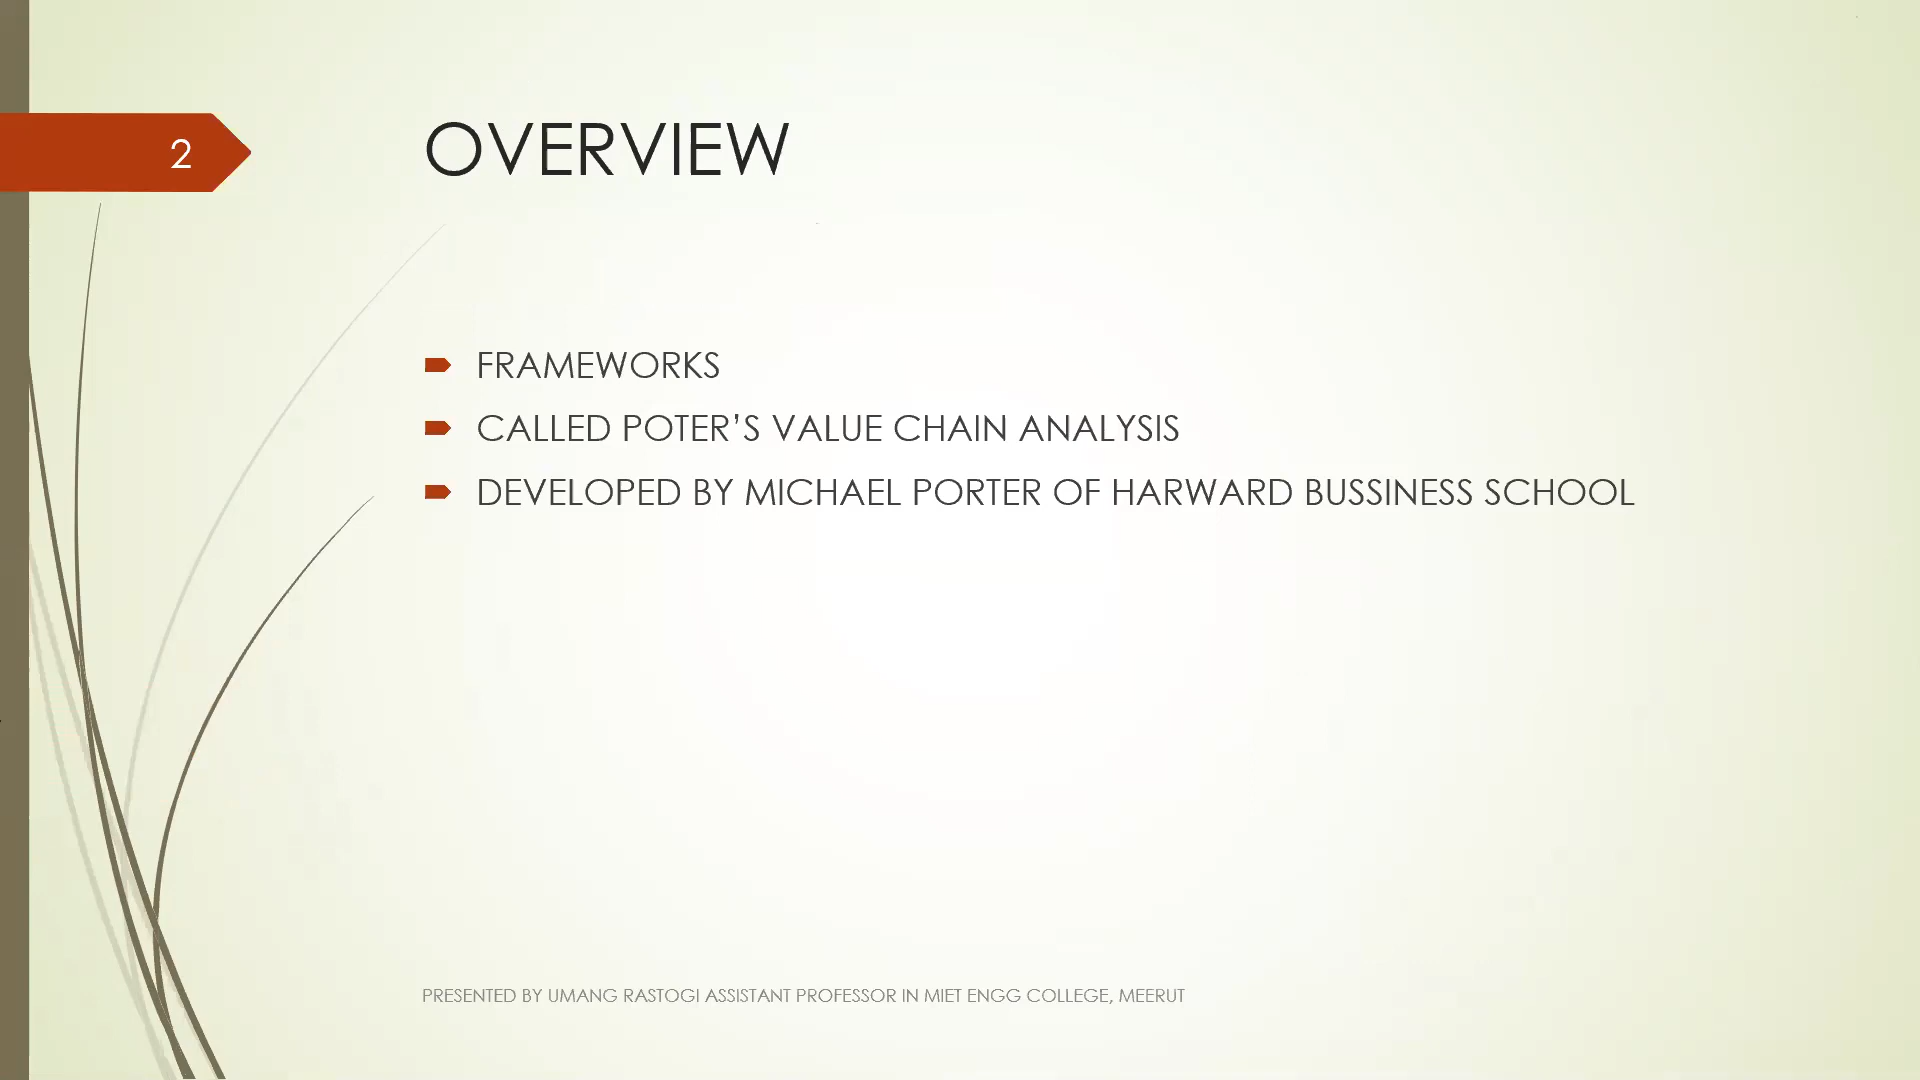 2
OVERVIEW
FRAMEWORKS
CALLED POTER’S VALUE CHAIN ANALYSIS
DEVELOPED BY MICHAEL PORTER OF HARWARD BUSSINESS SCHOOL
PRESENTED BY UMANG RASTOGI ASSISTANT PROFESSOR IN MIET ENGG COLLEGE, MEERUT